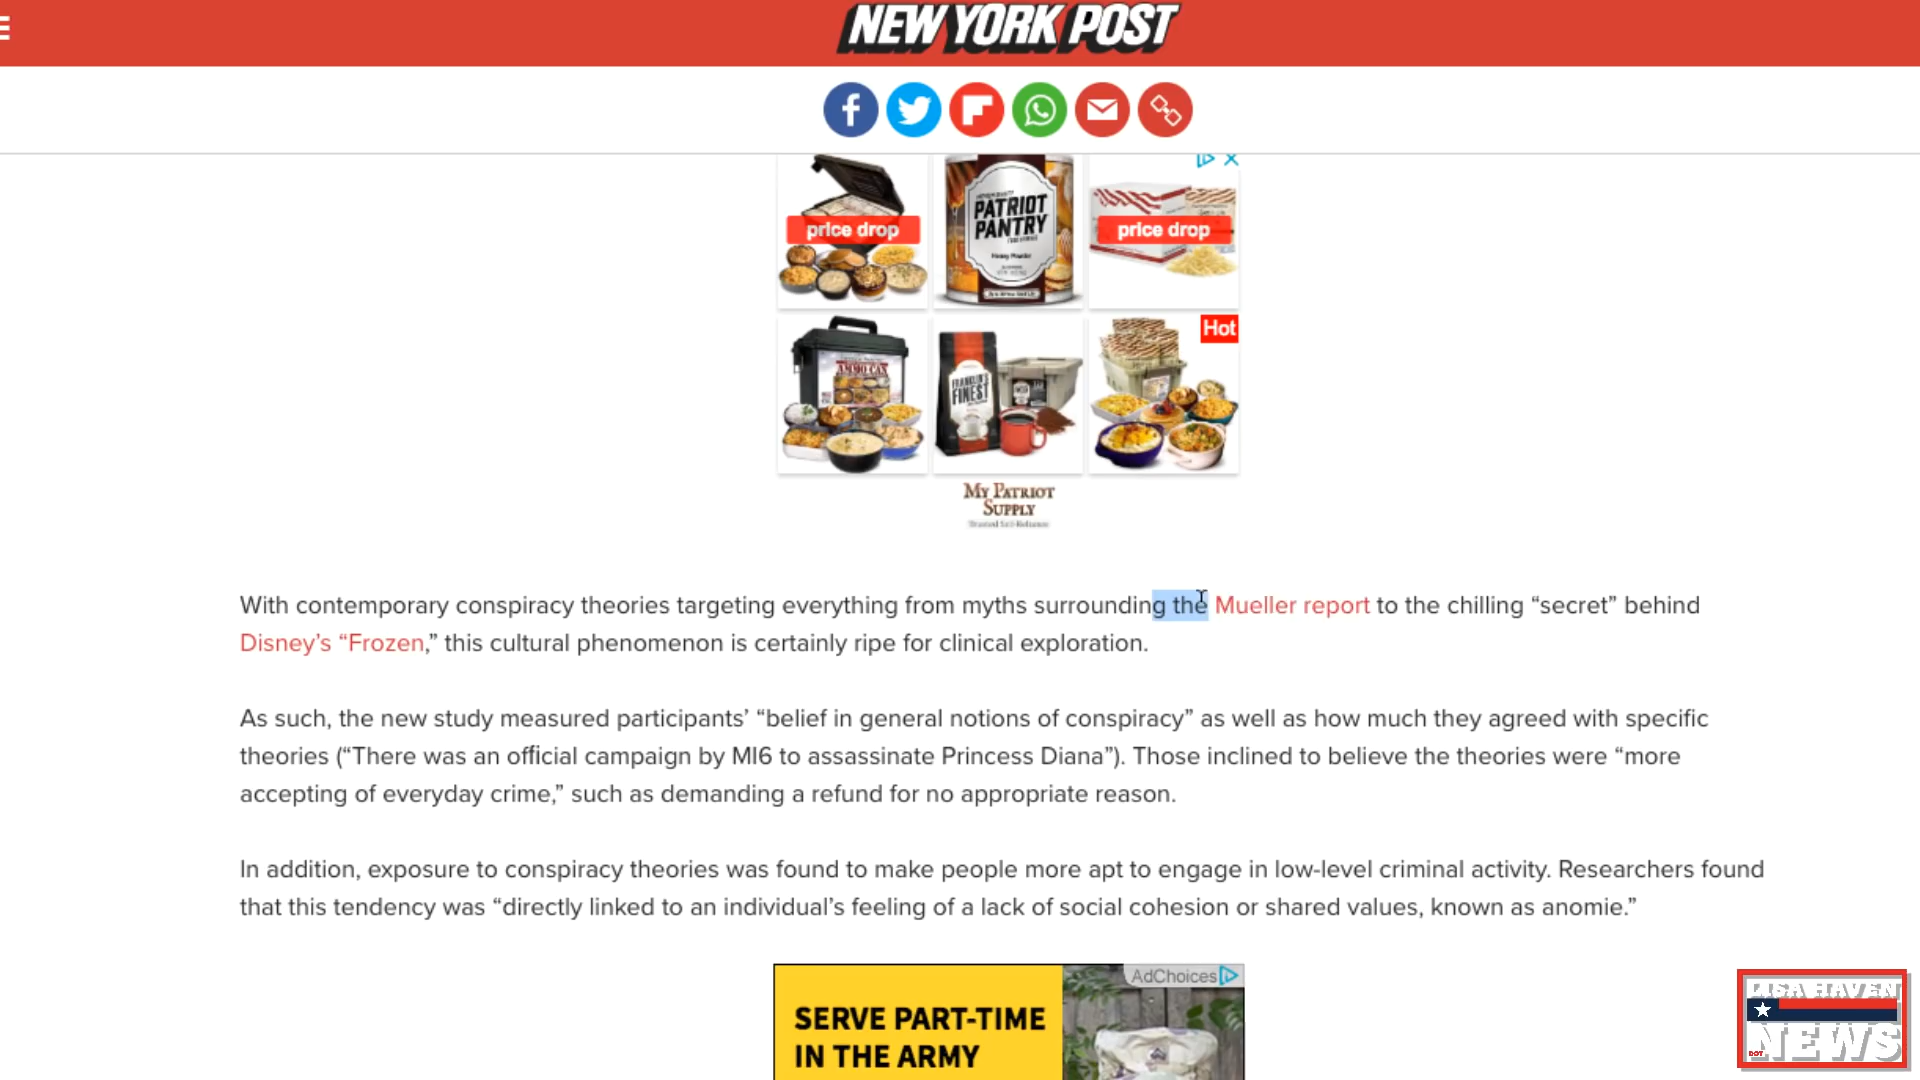 NEW YORK POST
price drop
PATRIOT
PANTRY
Honey Powder
price drop
AMMO CAN
FRANKLIN'S
FINEST
Hot
MY PATRIOT
SUPPLY
Trusted Self-Reliance
With contemporary conspiracy theories targeting everything from myths surrounding the Mueller report to the chilling “secret” behind
Disney’s “Frozen,” this cultural phenomenon is certainly ripe for clinical exploration.
As such, the new study measured participants’ “belief in general notions of conspiracy” as well as how much they agreed with specific
theories (“There was an official campaign by MI6 to assassinate Princess Diana”). Those inclined to believe the theories were “more
accepting of everyday crime,” such as demanding a refund for no appropriate reason.
In addition, exposure to conspiracy theories was found to make people more apt to engage in low-level criminal activity. Researchers found
that this tendency was “directly linked to an individual’s feeling of a lack of social cohesion or shared values, known as anomie.”
AdChoices
SERVE PART-TIME
IN THE ARMY
LISA HAVEN
DOT NEWS